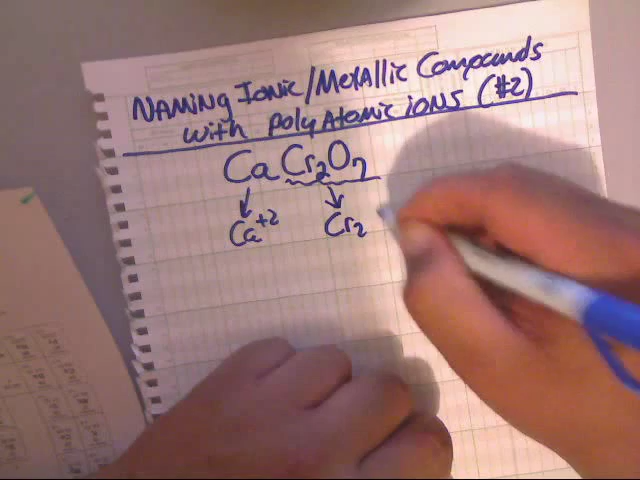 NAMING IONIC/METALLIC COMPOUNDS
WITH POLYATOMIC IONS (#2)
CaCr₂O₇
Ca⁺² Cr₂